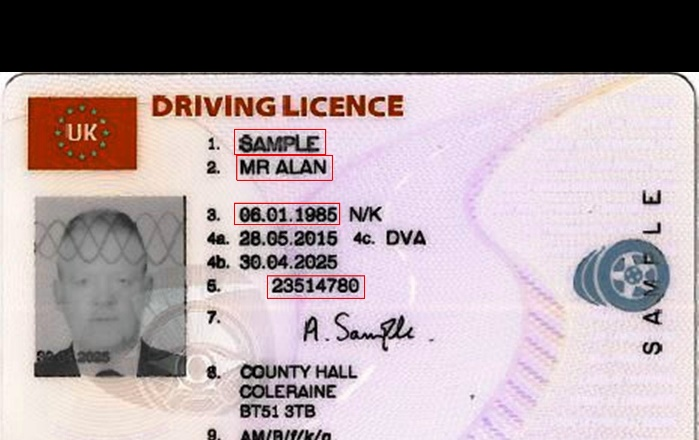 DRIVING LICENCE
UK
1. SAMPLE
2. MR ALAN
3. 06.01.1985 N/K
4a. 28.05.2015 4c. DVA
4b. 30.04.2025
5. 23514780
7. A. Sample.
8. COUNTY HALL
COLERAINE
BT51 3TB
9. AM/B/f/k/q
SAMPLE